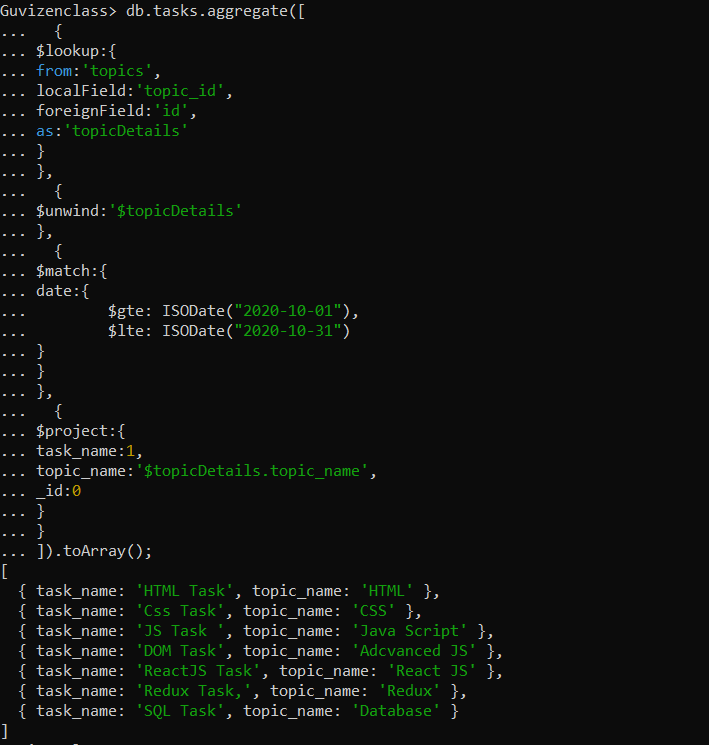 Guvizenclass> db.tasks.aggregate([
...   {
... $lookup:{
... from:'topics',
... localField:'topic_id',
... foreignField:'id',
... as:'topicDetails'
... }
... },
...   {
... $unwind:'$topicDetails'
... },
...   {
... $match:{
... date:{
...         $gte: ISODate("2020-10-01"),
...         $lte: ISODate("2020-10-31")
... }
... }
... },
...   {
... $project:{
... task_name:1,
... topic_name:'$topicDetails.topic_name',
... _id:0
... }
... }
... ]).toArray();
[
  { task_name: 'HTML Task', topic_name: 'HTML' },
  { task_name: 'Css Task', topic_name: 'CSS' },
  { task_name: 'JS Task ', topic_name: 'Java Script' },
  { task_name: 'DOM Task', topic_name: 'Adcvanced JS' },
  { task_name: 'ReactJS Task', topic_name: 'React JS' },
  { task_name: 'Redux Task,', topic_name: 'Redux' },
  { task_name: 'SQL Task', topic_name: 'Database' }
]